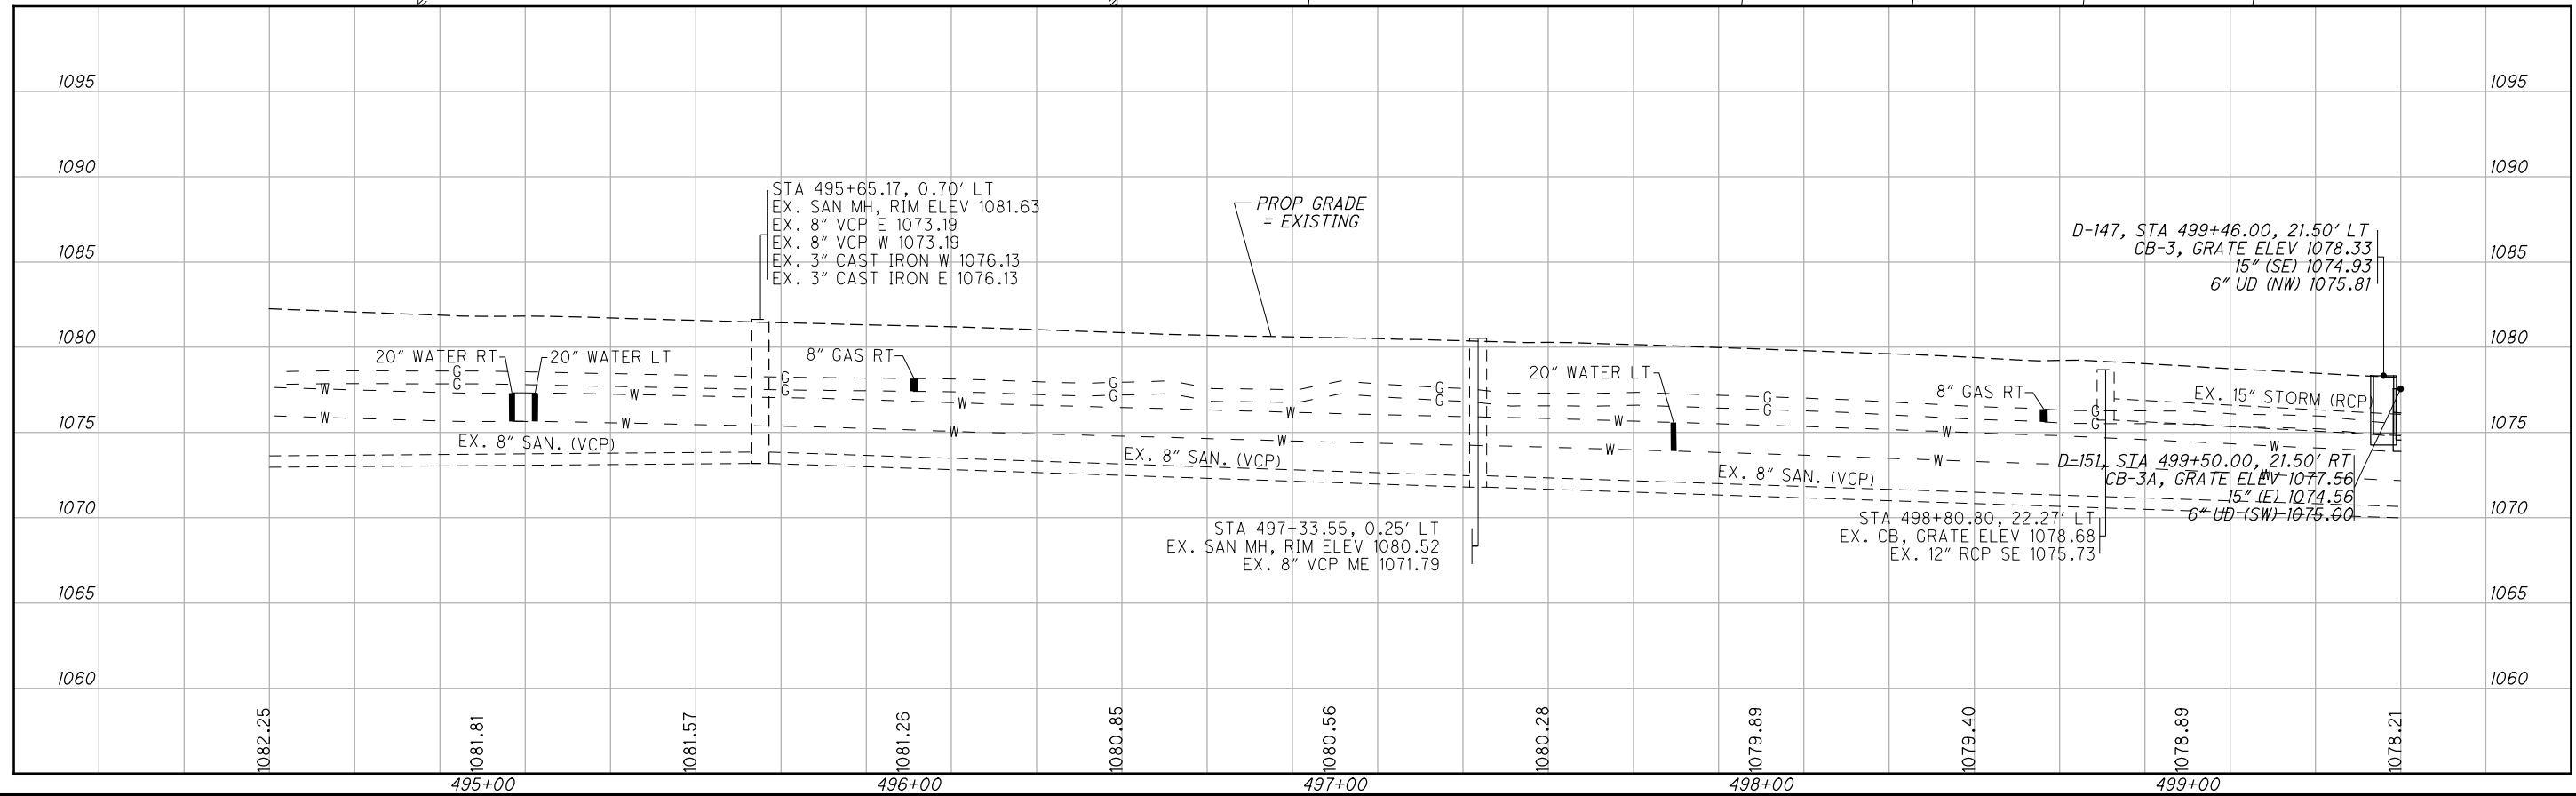 1095
1095
1090
1090
STA 495+65.17, 0.70' LT
EX. SAN MH, RIM ELEV 1081.63
EX. 8" VCP E 1073.19
EX. 8" VCP W 1073.19
EX. 3" CAST IRON W 1076.13
EX. 3" CAST IRON E 1076.13
PROP GRADE
= EXISTING
D-147, STA 499+46.00, 21.50' LT
CB-3, GRATE ELEV 1078.33
15" (SE) 1074.93
6" UD (NW) 1075.81
1085
1085
1080
1080
20" WATER RT
20" WATER LT
8" GAS RT
20" WATER LT
8" GAS RT
EX. 15" STORM (RCP)
G G G G G G G
G G G G G G G
W W W W W W W
W W W W W W W
1075
1075
EX. 8" SAN. (VCP)
EX. 8" SAN. (VCP)
EX. 8" SAN. (VCP)
D-151, STA 499+50.00, 21.50' RT
CB-3A, GRATE ELEV 1077.56
15" (E) 1074.56
6" UD (SW) 1075.00
1070
1070
STA 497+33.55, 0.25' LT
EX. SAN MH, RIM ELEV 1080.52
EX. 8" VCP ME 1071.79
STA 498+80.80, 22.27' LT
EX. CB, GRATE ELEV 1078.68
EX. 12" RCP SE 1075.73
1065
1065
1060
1060
1082.25
1081.81
1081.57
1081.26
1080.85
1080.56
1080.28
1079.89
1079.40
1078.89
1078.21
495+00
496+00
497+00
498+00
499+00